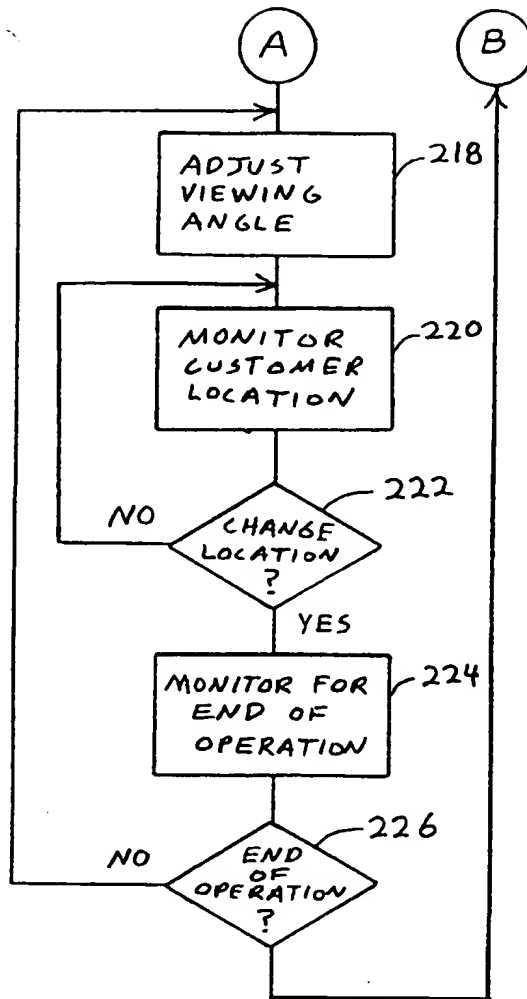 A
B
ADJUST
VIEWING
ANGLE
218
MONITOR
CUSTOMER
LOCATION
220
222
NO
CHANGE
LOCATION
?
YES
MONITOR FOR
END OF
OPERATION
224
226
NO
END
OF
OPERATION
?